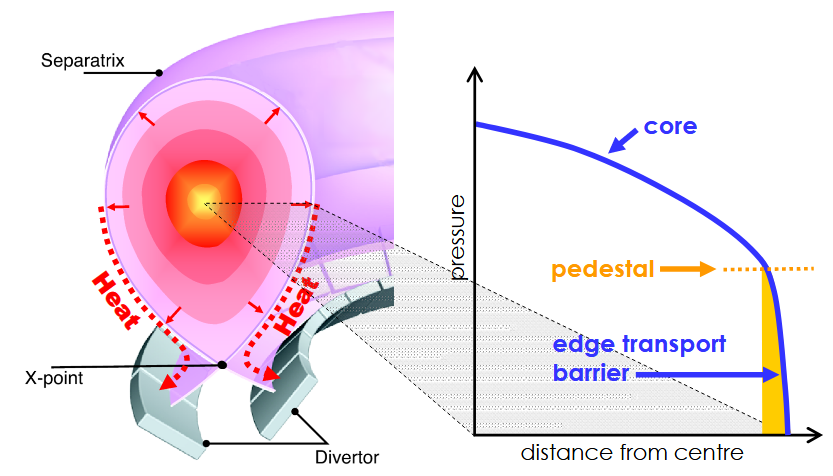 Separatrix
Heat
Heat
X-point
Divertor
pressure
core
pedestal
edge transport
barrier
distance from centre